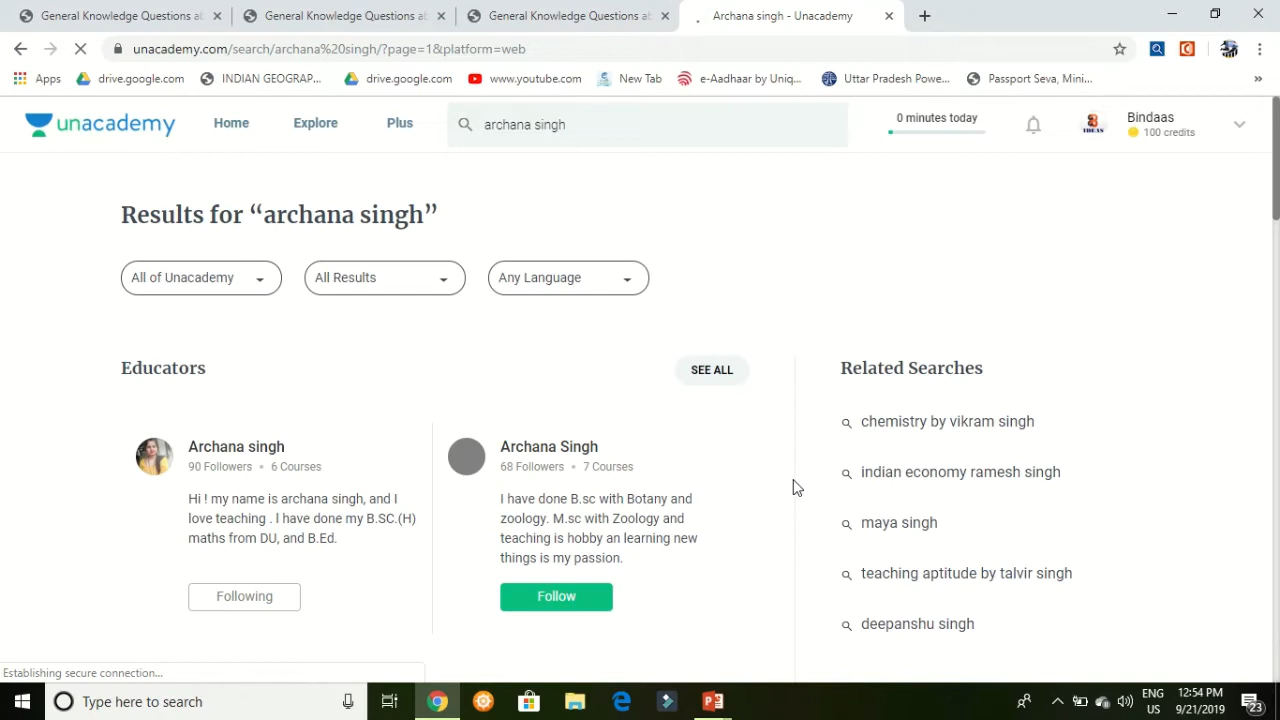 General Knowledge Questions at
General Knowledge Questions at
General Knowledge Questions at
Archana singh - Unacademy
unacademy.com/search/archana%20singh/?page=1&platform=web
Apps
drive.google.com
INDIAN GEOGRAP...
drive.google.com
www.youtube.com
New Tab
e-Aadhaar by Uniq...
Uttar Pradesh Powe...
Passport Seva, Mini...
»
unacademy
Home
Explore
Plus
archana singh
0 minutes today
3
IDEAS
Bindaas
100 credits
Results for “archana singh”
All of Unacademy
All Results
Any Language
Educators
SEE ALL
Archana singh
90 Followers • 6 Courses
Hi ! my name is archana singh, and I
love teaching . I have done my B.SC.(H)
maths from DU, and B.Ed.
Following
Archana Singh
68 Followers • 7 Courses
I have done B.sc with Botany and
zoology. M.sc with Zoology and
teaching is hobby an learning new
things is my passion.
Follow
Related Searches
chemistry by vikram singh
indian economy ramesh singh
maya singh
teaching aptitude by talvir singh
deepanshu singh
Establishing secure connection...
Type here to search
ENG
US
12:54 PM
9/21/2019
23